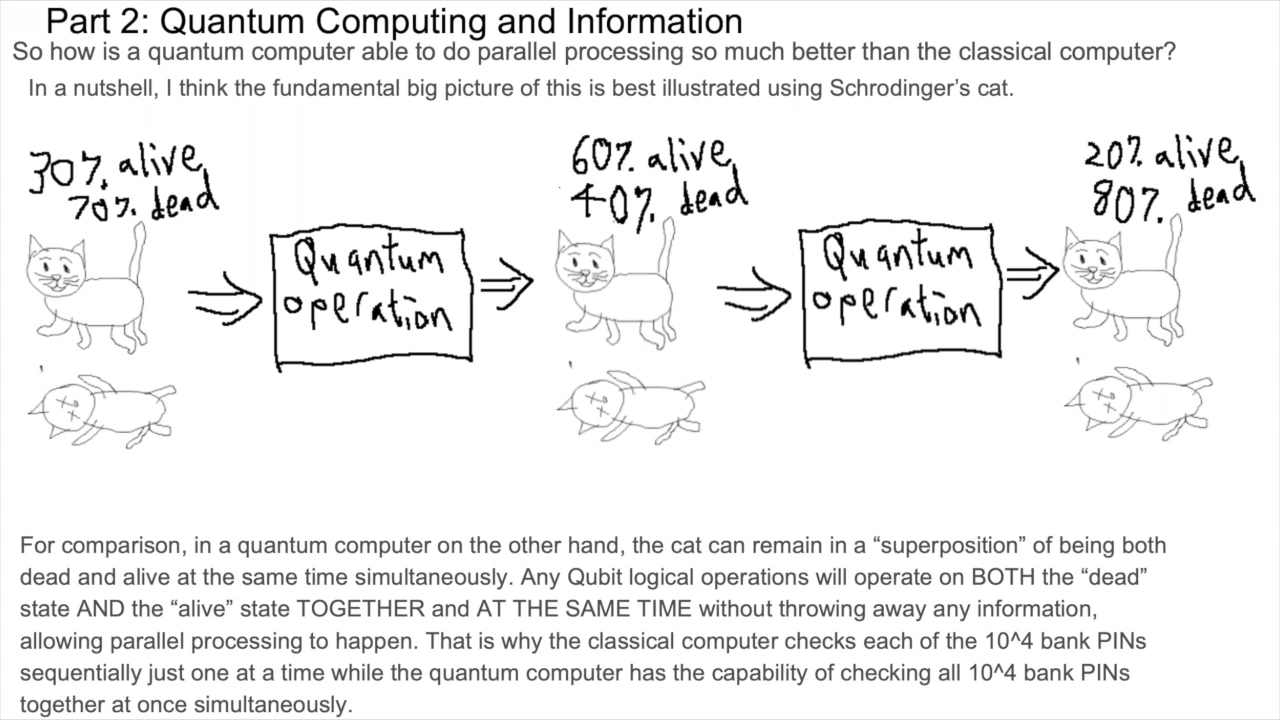 Part 2: Quantum Computing and Information
So how is a quantum computer able to do parallel processing so much better than the classical computer?
In a nutshell, I think the fundamental big picture of this is best illustrated using Schrodinger's cat.
30% alive,
70% dead
60% alive,
40% dead
20% alive,
80% dead
Quantum
operation
Quantum
operation
For comparison, in a quantum computer on the other hand, the cat can remain in a “superposition” of being both
dead and alive at the same time simultaneously. Any Qubit logical operations will operate on BOTH the “dead”
state AND the “alive” state TOGETHER and AT THE SAME TIME without throwing away any information,
allowing parallel processing to happen. That is why the classical computer checks each of the 10^4 bank PINs
sequentially just one at a time while the quantum computer has the capability of checking all 10^4 bank PINs
together at once simultaneously.